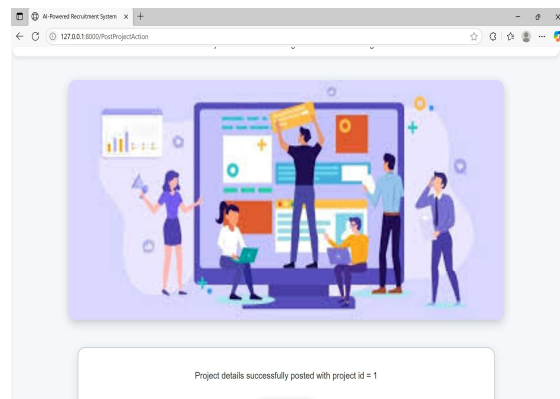 AI-Powered Recruitment System
127.0.0.1:8000/PostProjectAction
Project details successfully posted with project id = 1